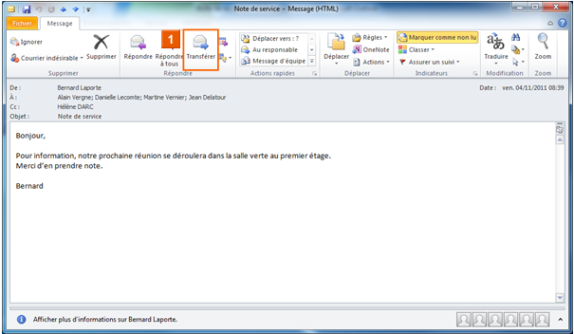 Note de service - Message (HTML)
Fichier Message
Ignorer
Courrier indésirable
Supprimer
Répondre
Répondre à tous
1
Transférer
Déplacer vers : ?
Au responsable
Message d'équipe
Déplacer
Règles
OneNote
Actions
Marquer comme non lu
Classer
Assurer un suivi
Traduire
Zoom
Supprimer Répondre Actions rapides Déplacer Indicateurs Modification Zoom
De : Bernard Laporte Date : ven. 04/11/2011 08:39
À : Alain Vergne; Danielle Leconte; Martine Vernier; Jean Delatour
Cc : Hélène DARC
Objet : Note de service
Bonjour,
Pour information, notre prochaine réunion se déroulera dans la salle verte au premier étage.
Merci d'en prendre note.
Bernard
Afficher plus d'informations sur Bernard Laporte.